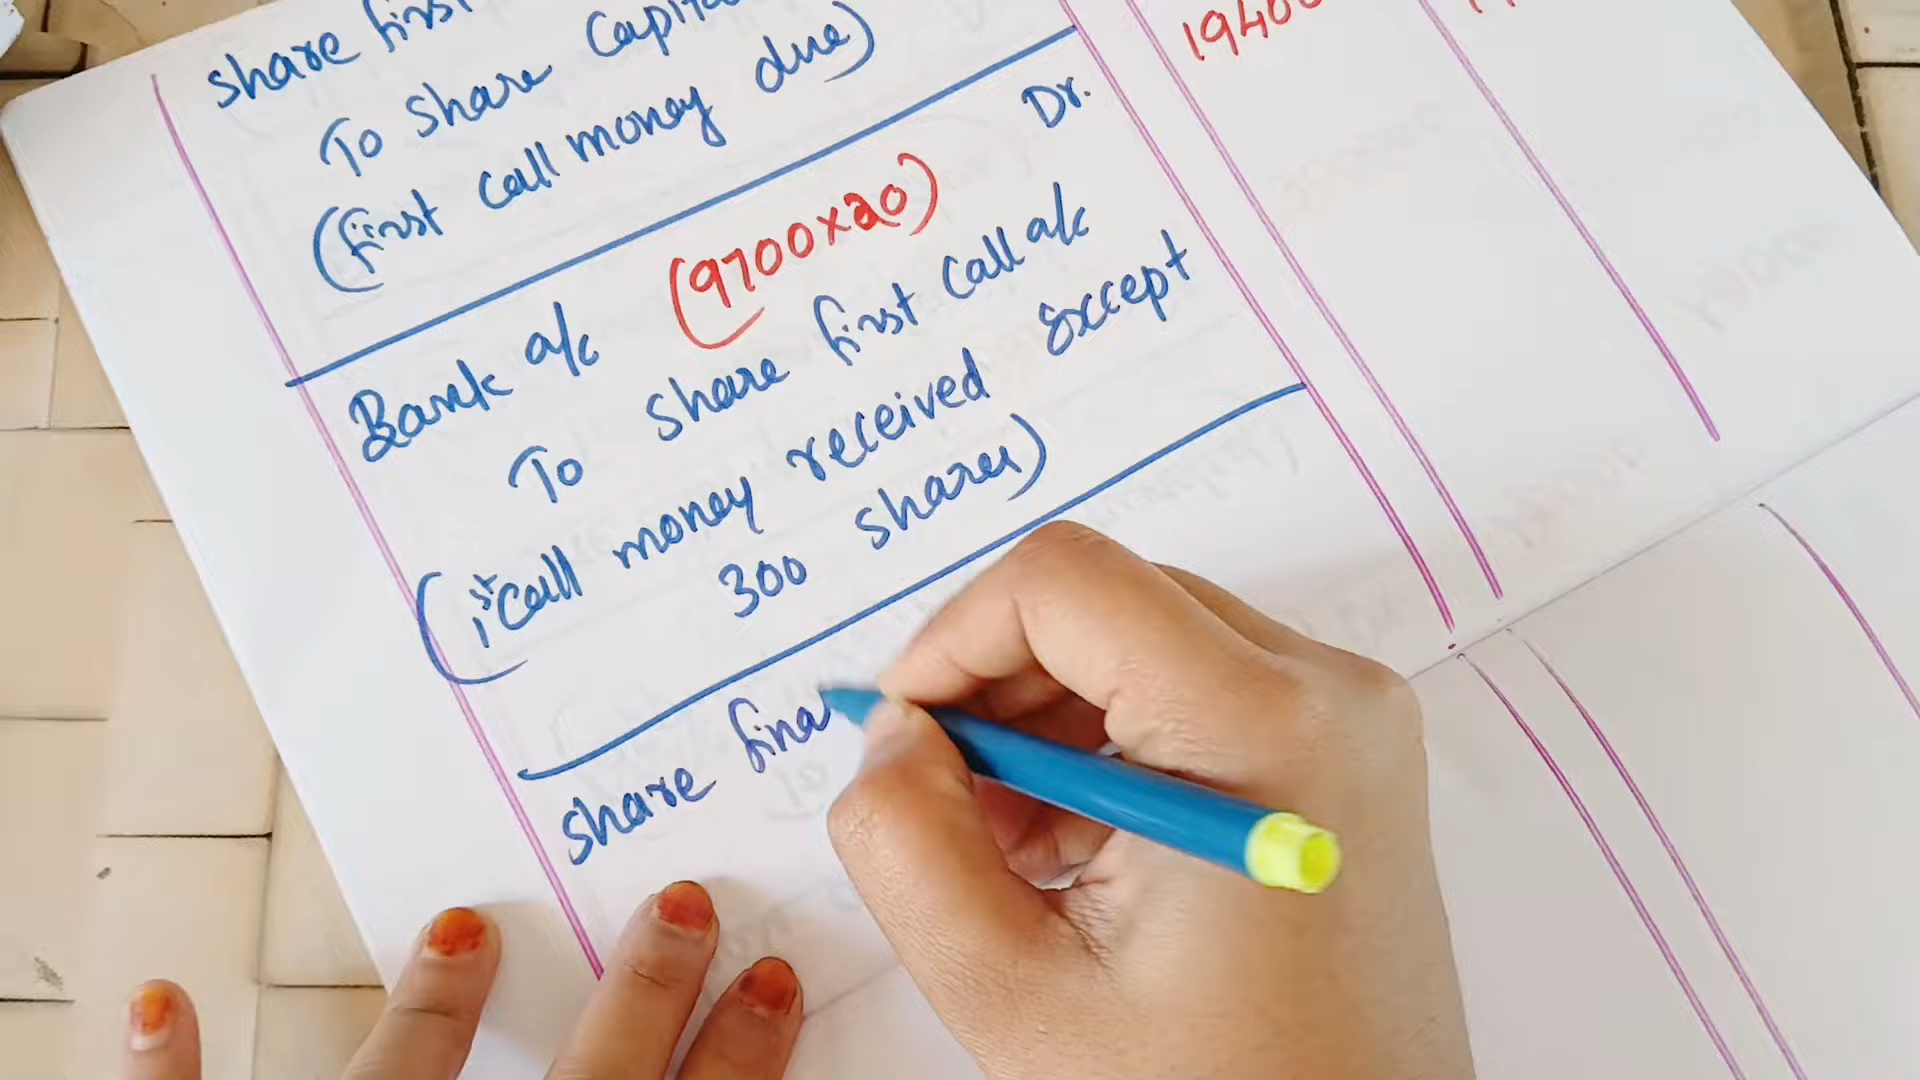 share first
To share Capita
(first call money due)
19400
Bank a/c (9700x20) Dr.
To share first call a/c
(1st call money received except
300 shares)
share fina